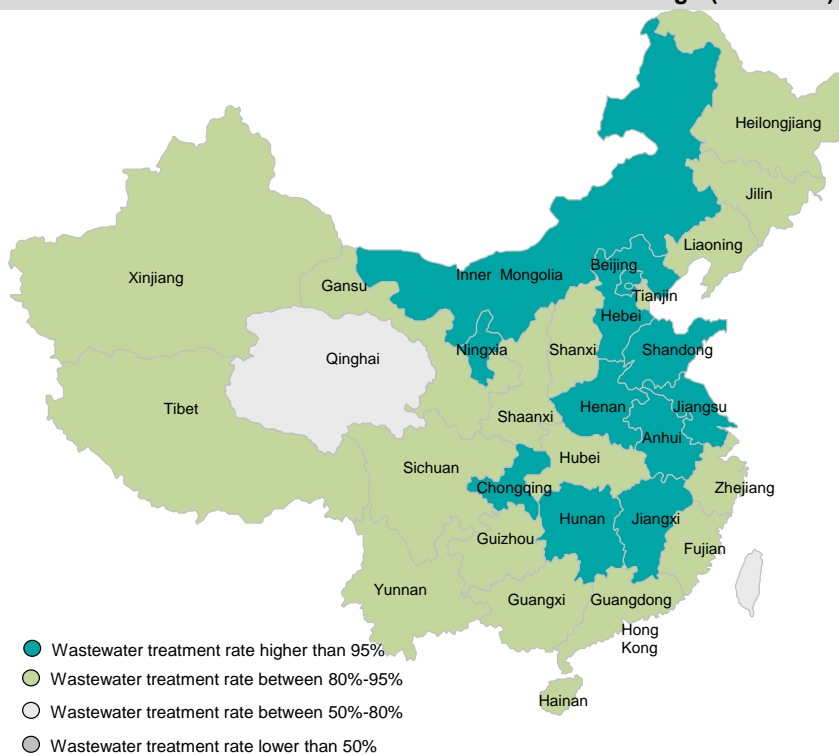 Heilongjiang
Jilin
Liaoning
Xinjiang
Gansu
Inner Mongolia
Beijing
Tianjin
Hebei
Qinghai
Ningxia
Shanxi
Shandong
Tibet
Shaanxi
Henan
Jiangsu
Anhui
Sichuan
Hubei
Chongqing
Zhejiang
Hunan
Jiangxi
Guizhou
Fujian
Yunnan
Guangxi
Guangdong
Hong
Kong
Hainan
Wastewater treatment rate higher than 95%
Wastewater treatment rate between 80%-95%
Wastewater treatment rate between 50%-80%
Wastewater treatment rate lower than 50%